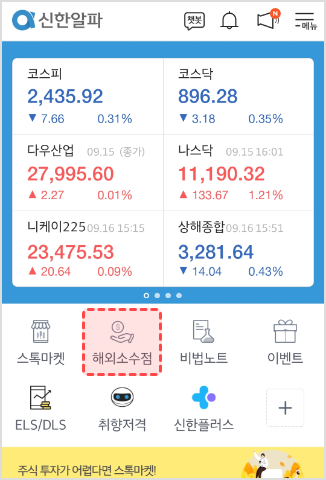 신한알파
챗봇
N
메뉴
코스피 코스닥
2,435.92 896.28
▼ 7.66 0.31% ▼ 3.18 0.35%
다우산업 09.15 (종가) 나스닥 09.15 16:01
27,995.60 11,190.32
▲ 2.27 0.01% ▲ 133.67 1.21%
니케이225 09.16 15:15 상해종합 09.16 15:51
23,475.53 3,281.64
▲ 20.64 0.09% ▼ 14.04 0.43%
스톡마켓 해외소수점 비법노트 이벤트
ELS/DLS 취향저격 신한플러스 +
주식 투자가 어렵다면 스톡마켓!